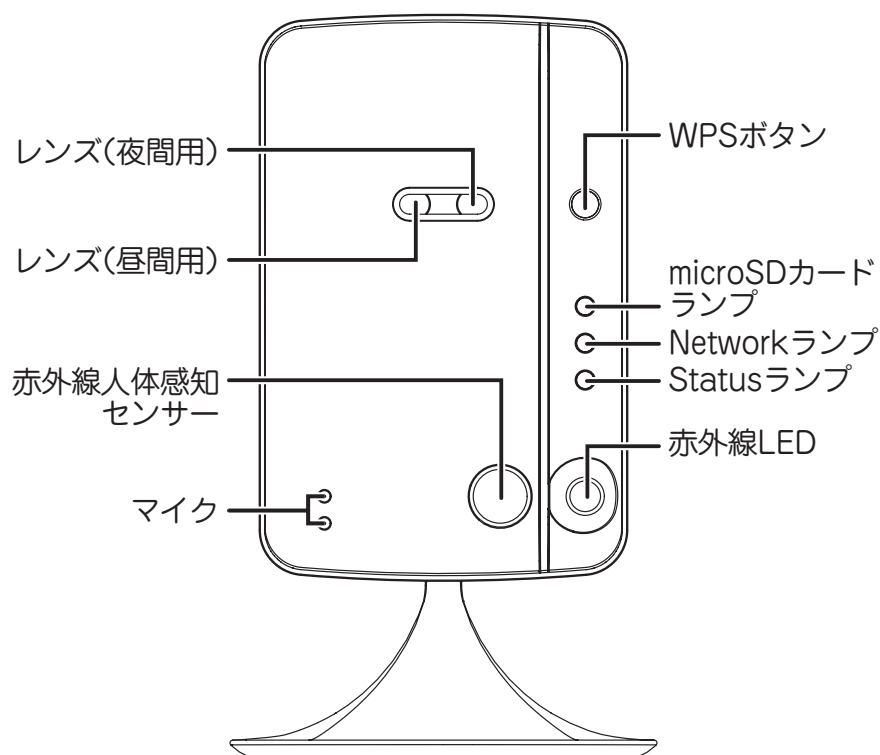 レンズ(夜間用)
レンズ(昼間用)
赤外線人体感知
センサー
マイク
WPSボタン
microSDカード
ランプ
Networkランプ
Statusランプ
赤外線LED